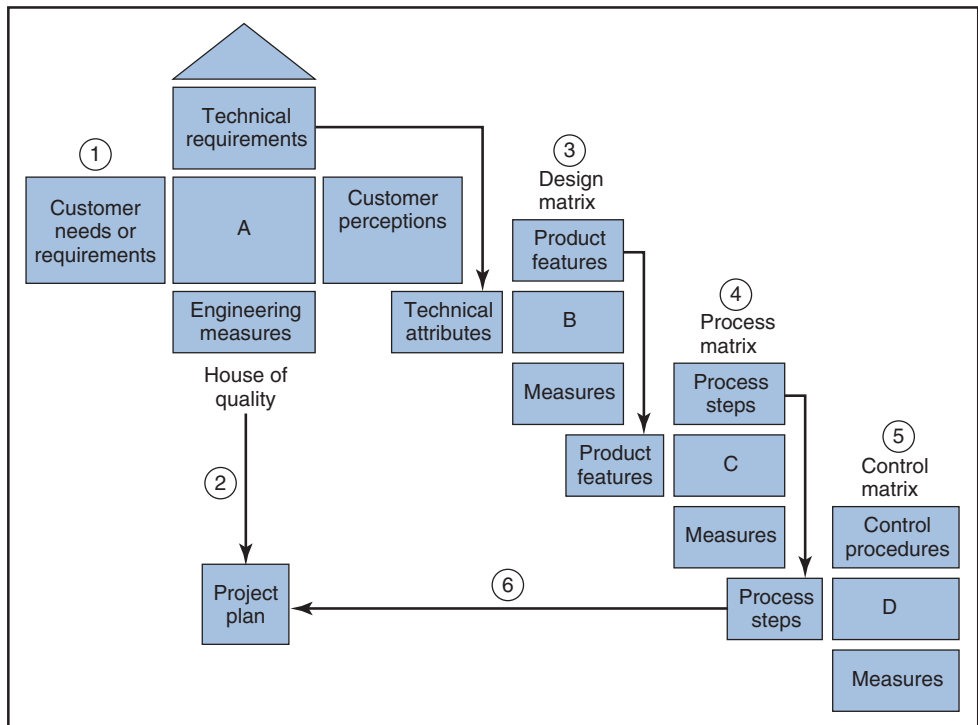 Technical
requirements
1
Customer
needs or
requirements
A
Customer
perceptions
Engineering
measures
House of
quality
2
Project
plan
3
Design
matrix
Product
features
Technical
attributes
B
Measures
4
Process
matrix
Process
steps
Product
features
C
Measures
5
Control
matrix
Control
procedures
6
Process
steps
D
Measures